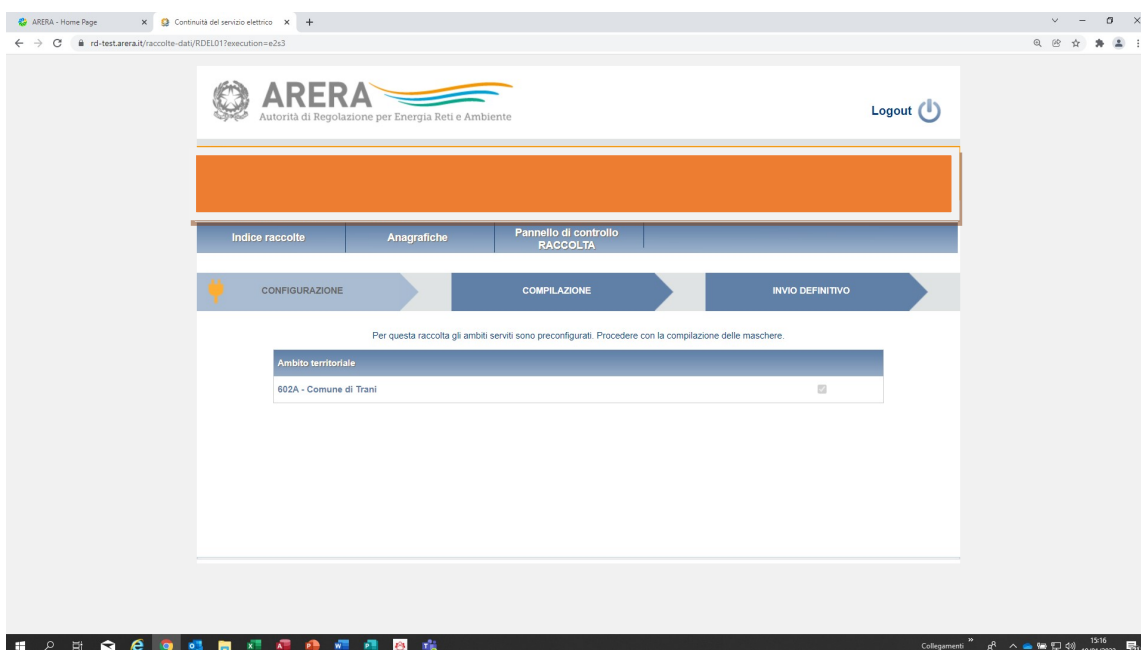 ARERA - Home Page
Continuità del servizio elettrico
rd-test.arera.it/raccolte-dati/RDEL01?execution=e2s3
ARERA
Autorità di Regolazione per Energia Reti e Ambiente
Logout
Indice raccolte
Anagrafiche
Pannello di controllo
RACCOLTA
CONFIGURAZIONE
COMPILAZIONE
INVIO DEFINITIVO
Per questa raccolta gli ambiti serviti sono preconfigurati. Procedere con la compilazione delle maschere.
Ambito territoriale
602A - Comune di Trani
Collegamenti
15:16